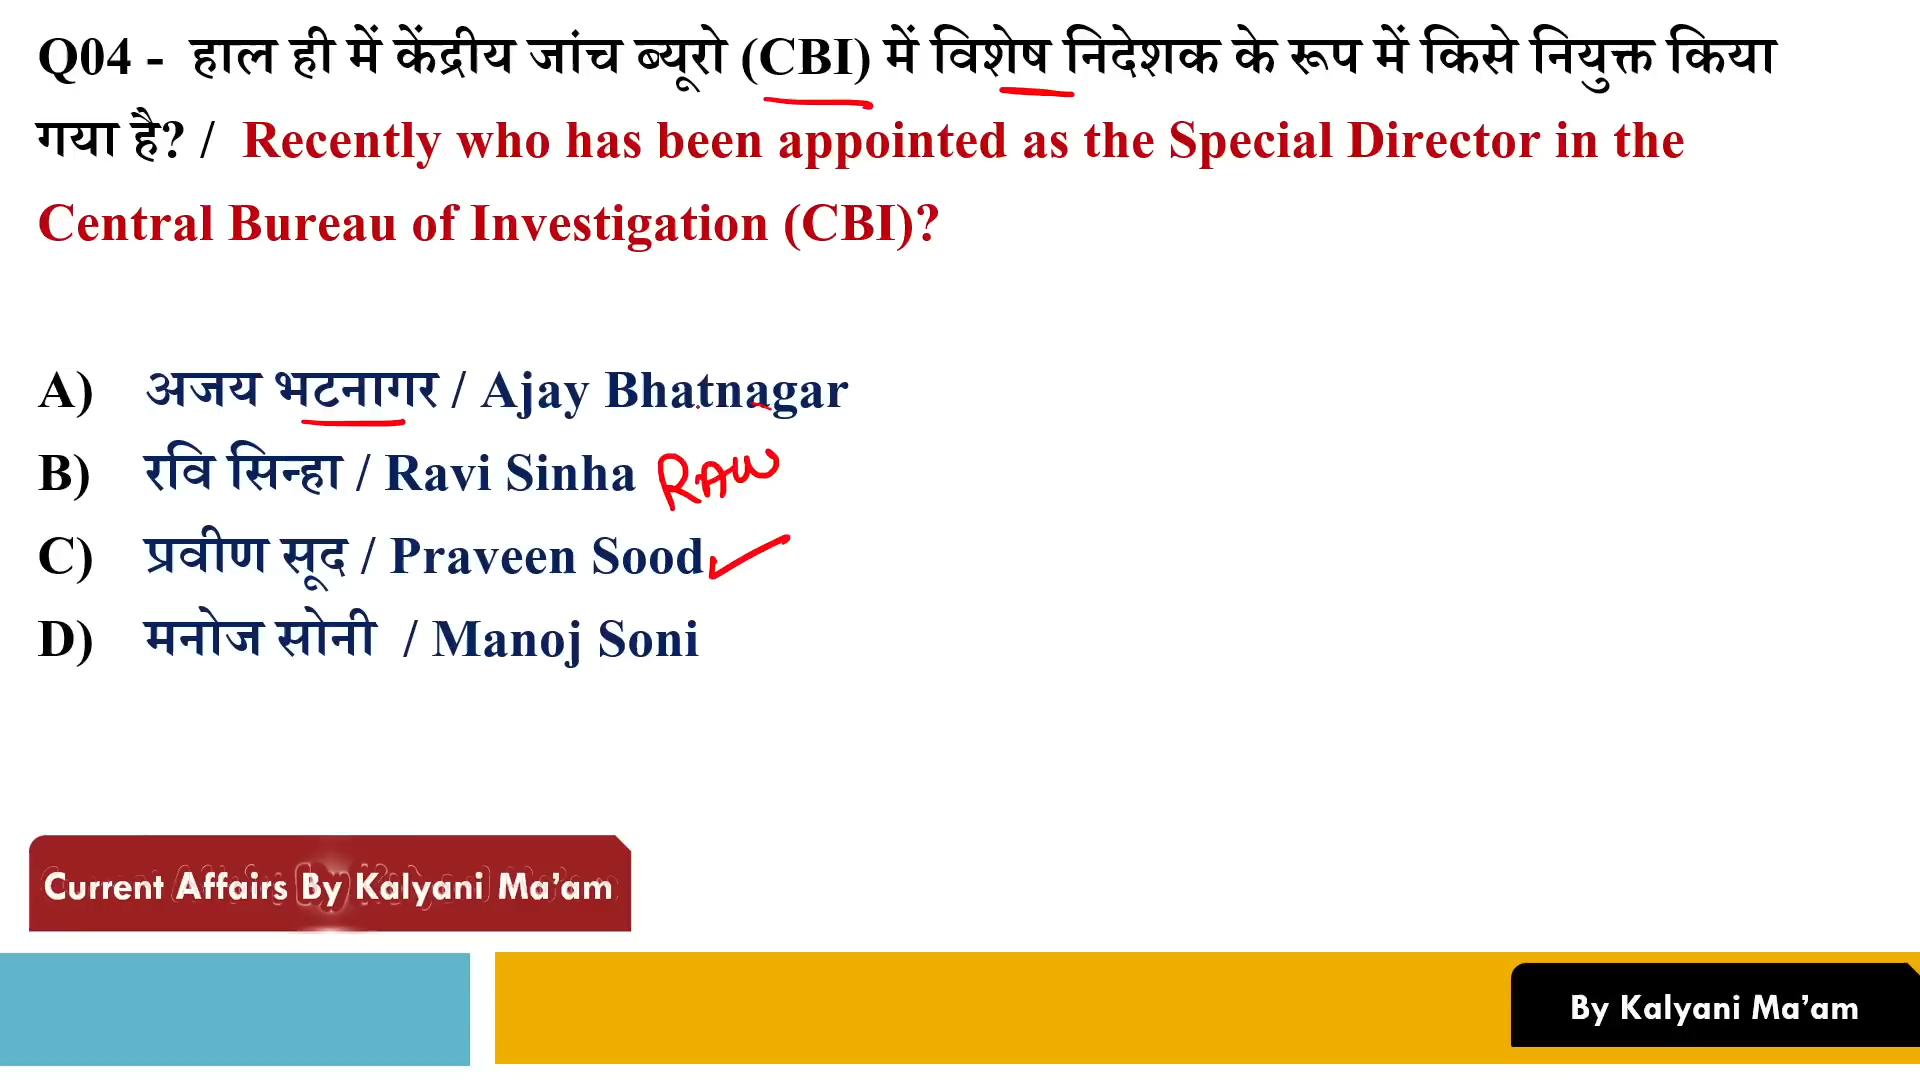 Q04 - हाल ही में केंद्रीय जांच ब्यूरो (CBI) में विशेष निदेशक के रूप में किसे नियुक्त किया
गया है? / Recently who has been appointed as the Special Director in the
Central Bureau of Investigation (CBI)?
A) अजय भटनागर / Ajay Bhatnagar
B) रवि सिन्हा / Ravi Sinha RAW
C) प्रवीण सूद / Praveen Sood
D) मनोज सोनी / Manoj Soni
Current Affairs By Kalyani Ma’am
By Kalyani Ma’am